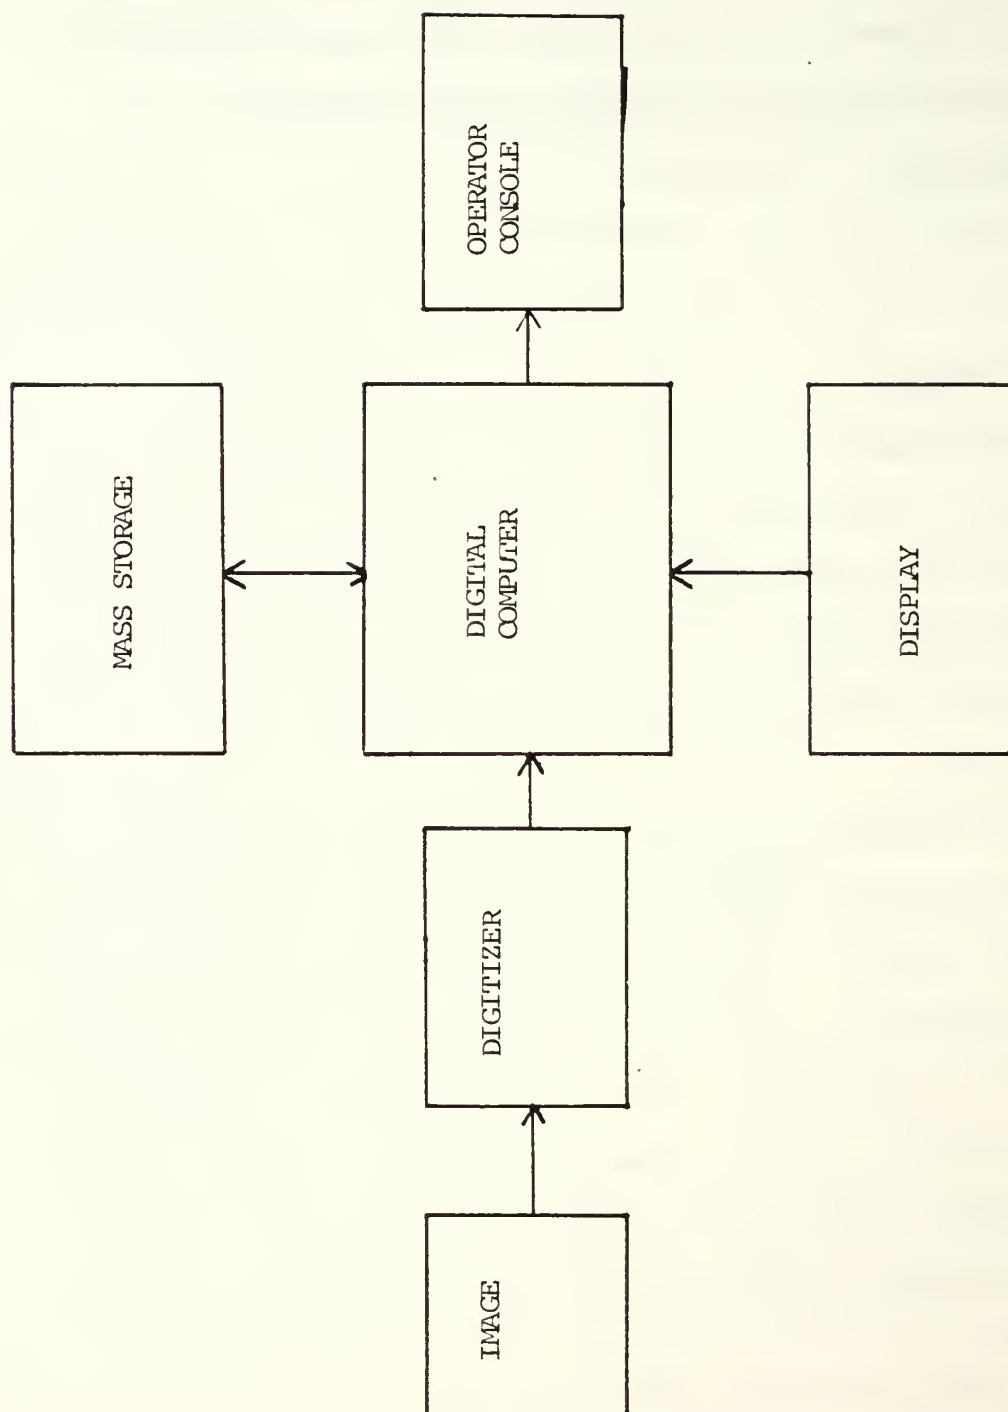 MASS STORAGE
IMAGE
DIGITIZER
DIGITAL
COMPUTER
OPERATOR
CONSOLE
DISPLAY